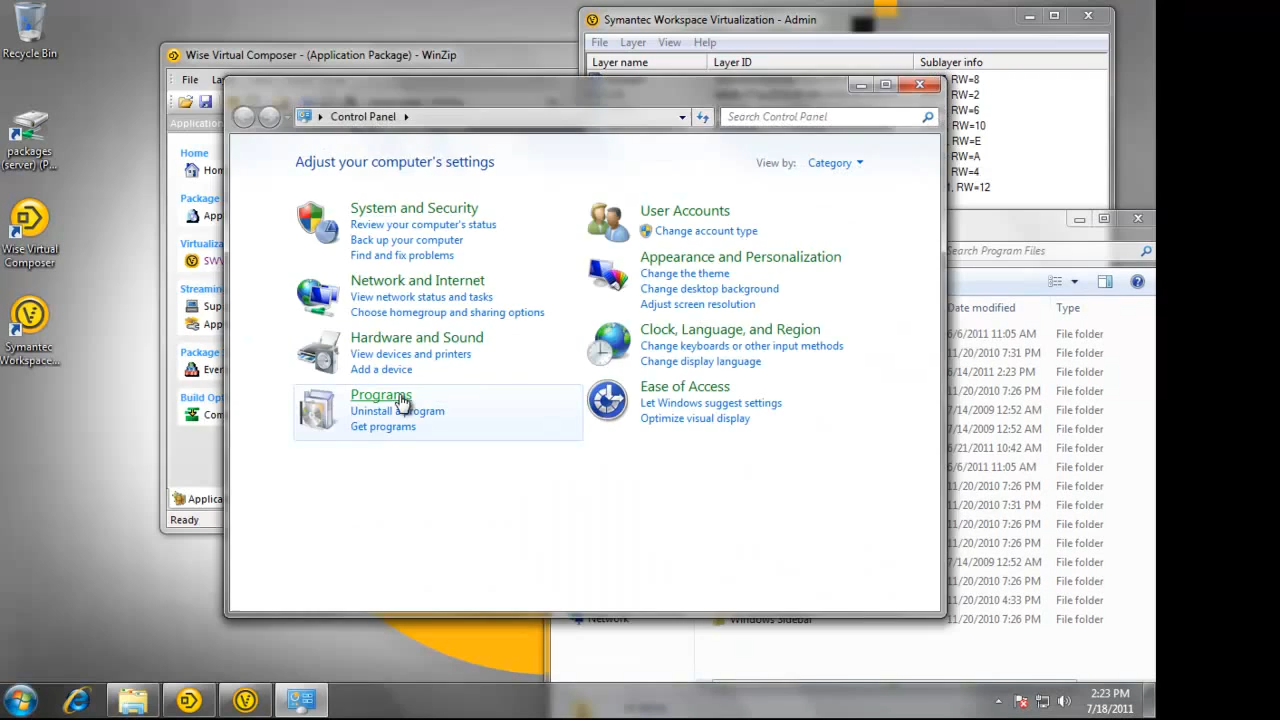 Recycle Bin
packages
(server) (P...
Wise Virtual
Composer
Symantec
Workspace...
Wise Virtual Composer - (Application Package) - WinZip
File
Application
Home
Hom
Package
App
Virtualiza
SWV
Streamin
Sup
App
Package
Ever
Build Opt
Com
Applica
Ready
Symantec Workspace Virtualization - Admin
File Layer View Help
Layer name Layer ID Sublayer info
RW=8
RW=2
, RW=6
, RW=10
, RW=E
, RW=A
, RW=4
, RW=12
Control Panel
Search Control Panel
Adjust your computer's settings
View by: Category
System and Security
Review your computer's status
Back up your computer
Find and fix problems
Network and Internet
View network status and tasks
Choose homegroup and sharing options
Hardware and Sound
View devices and printers
Add a device
Programs
Uninstall a program
Get programs
User Accounts
Change account type
Appearance and Personalization
Change the theme
Change desktop background
Adjust screen resolution
Clock, Language, and Region
Change keyboards or other input methods
Change display language
Ease of Access
Let Windows suggest settings
Optimize visual display
Search Program Files
Date modified Type
6/6/2011 11:05 AM File folder
11/20/2010 7:31 PM File folder
6/14/2011 2:23 PM File folder
11/20/2010 7:26 PM File folder
7/14/2009 12:52 AM File folder
7/14/2009 12:52 AM File folder
6/21/2011 10:42 AM File folder
6/6/2011 11:05 AM File folder
11/20/2010 7:26 PM File folder
11/20/2010 7:31 PM File folder
11/20/2010 7:26 PM File folder
11/20/2010 7:26 PM File folder
7/14/2009 12:52 AM File folder
11/20/2010 7:26 PM File folder
11/20/2010 4:33 PM File folder
11/20/2010 7:26 PM File folder
Network
Windows Sidebar
2:23 PM
7/18/2011